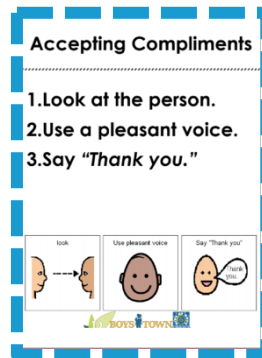 Accepting Compliments
1.Look at the person.
2.Use a pleasant voice.
3.Say “Thank you.”
look
Use pleasant voice
Say "Thank you"
Thank
you.
BOYS TOWN